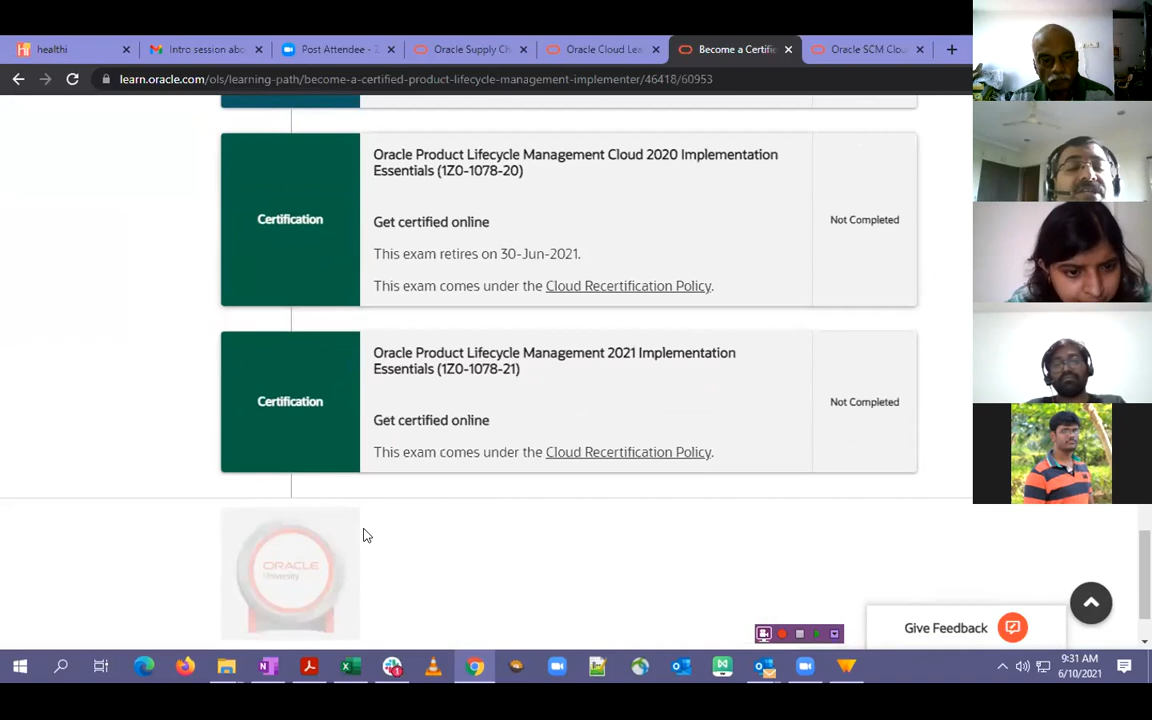 healthi
Intro session abo
Post Attendee - Z
Oracle Supply Ch
Oracle Cloud Lea
Become a Certifie
Oracle SCM Clou
learn.oracle.com/ols/learning-path/become-a-certified-product-lifecycle-management-implementer/46418/60953
Oracle Product Lifecycle Management Cloud 2020 Implementation
Essentials (1Z0-1078-20)
Certification
Get certified online
Not Completed
This exam retires on 30-Jun-2021.
This exam comes under the Cloud Recertification Policy.
Oracle Product Lifecycle Management 2021 Implementation
Essentials (1Z0-1078-21)
Certification
Get certified online
Not Completed
This exam comes under the Cloud Recertification Policy.
ORACLE
University
Give Feedback
9:31 AM
6/10/2021